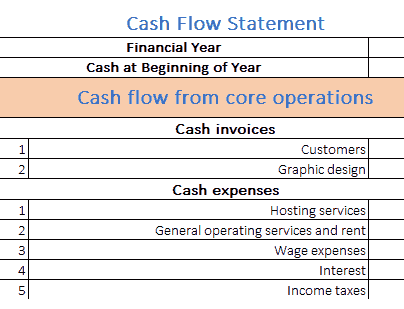 Cash Flow Statement
Financial Year
Cash at Beginning of Year
Cash flow from core operations
Cash invoices
1 Customers
2 Graphic design
Cash expenses
1 Hosting services
2 General operating services and rent
3 Wage expenses
4 Interest
5 Income taxes